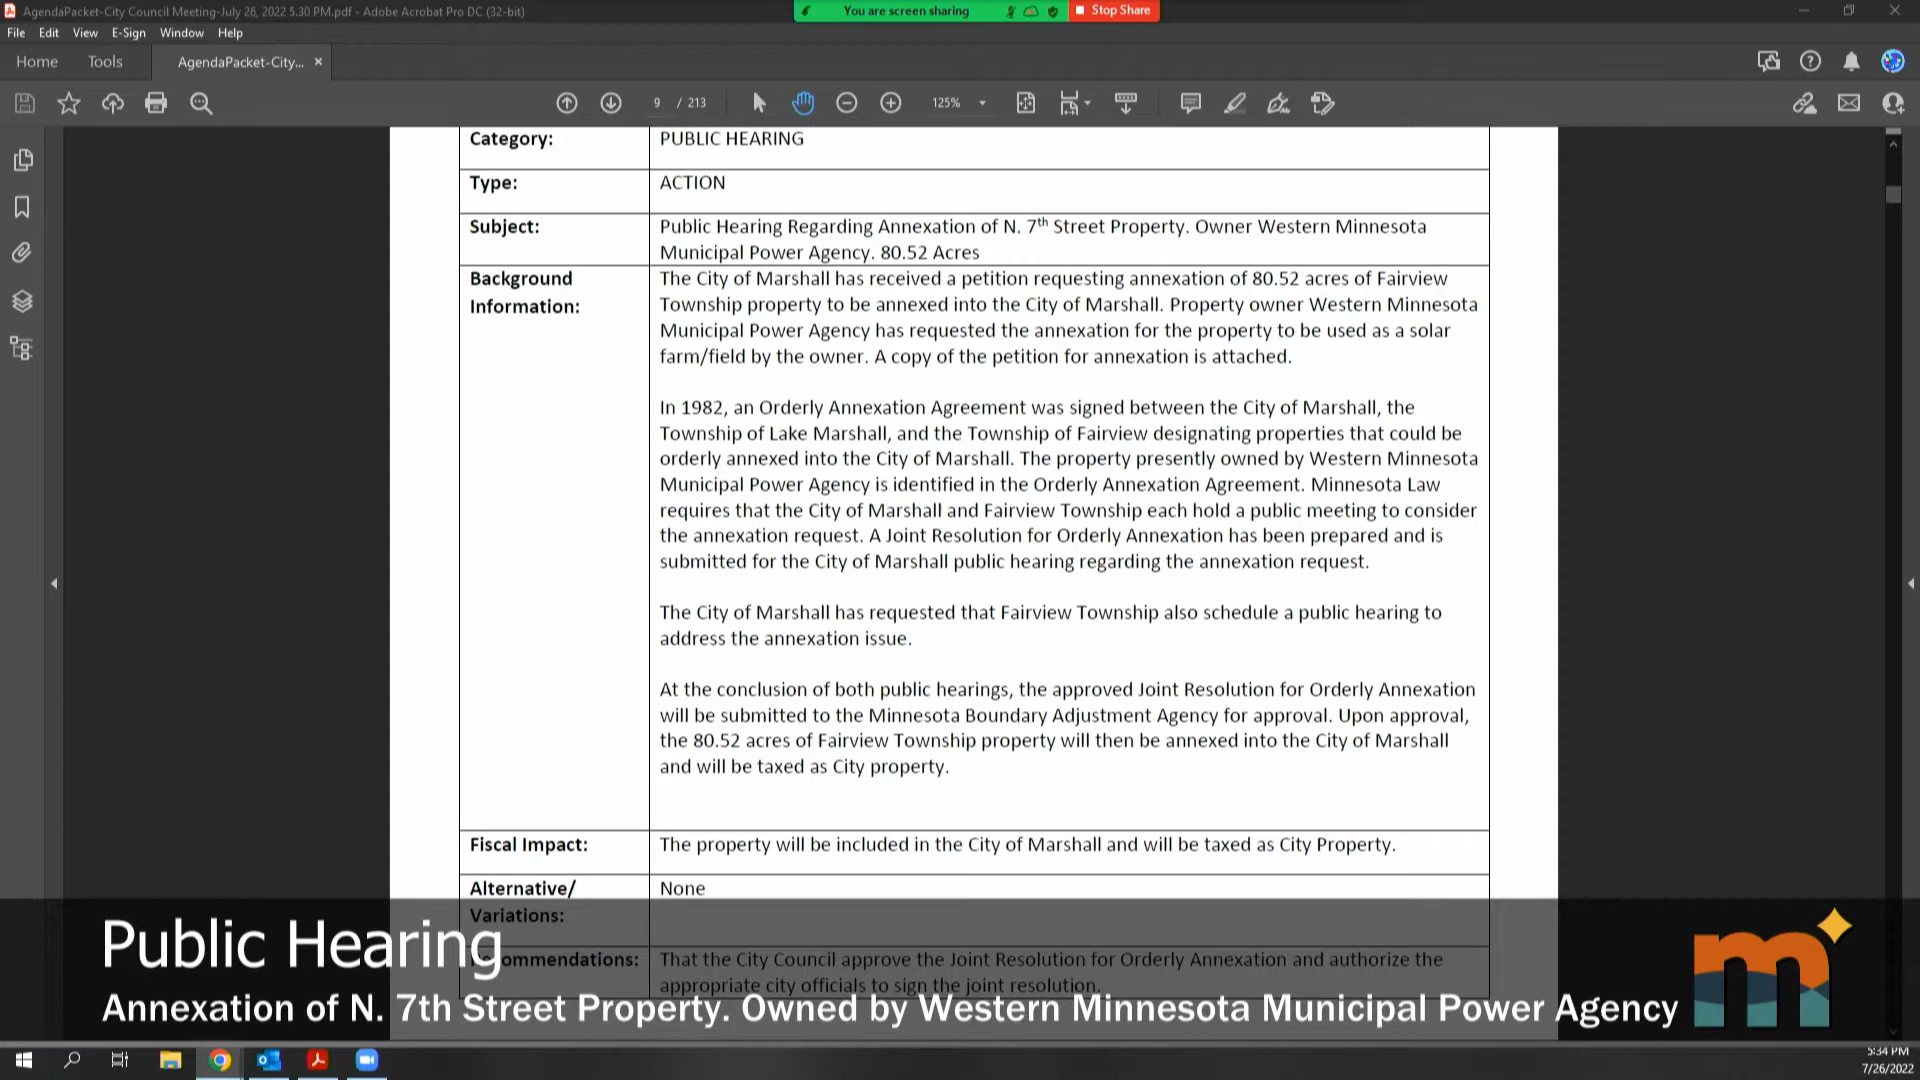 AgendaPacket-City Council Meeting-July 26, 2022 5.30 PM.pdf - Adobe Acrobat Pro DC (32-bit)
You are screen sharing
Stop Share
File Edit View E-Sign Window Help
Home Tools AgendaPacket-City... ×
9 / 213 125%
Category: PUBLIC HEARING
Type: ACTION
Subject: Public Hearing Regarding Annexation of N. 7th Street Property. Owner Western Minnesota
Municipal Power Agency. 80.52 Acres
Background
Information:
The City of Marshall has received a petition requesting annexation of 80.52 acres of Fairview
Township property to be annexed into the City of Marshall. Property owner Western Minnesota
Municipal Power Agency has requested the annexation for the property to be used as a solar
farm/field by the owner. A copy of the petition for annexation is attached.
In 1982, an Orderly Annexation Agreement was signed between the City of Marshall, the
Township of Lake Marshall, and the Township of Fairview designating properties that could be
orderly annexed into the City of Marshall. The property presently owned by Western Minnesota
Municipal Power Agency is identified in the Orderly Annexation Agreement. Minnesota Law
requires that the City of Marshall and Fairview Township each hold a public meeting to consider
the annexation request. A Joint Resolution for Orderly Annexation has been prepared and is
submitted for the City of Marshall public hearing regarding the annexation request.
The City of Marshall has requested that Fairview Township also schedule a public hearing to
address the annexation issue.
At the conclusion of both public hearings, the approved Joint Resolution for Orderly Annexation
will be submitted to the Minnesota Boundary Adjustment Agency for approval. Upon approval,
the 80.52 acres of Fairview Township property will then be annexed into the City of Marshall
and will be taxed as City property.
Fiscal Impact: The property will be included in the City of Marshall and will be taxed as City Property.
Alternative/
Variations:
None
ommendations: That the City Council approve the Joint Resolution for Orderly Annexation and authorize the
appropriate city officials to sign the joint resolution.
Public Hearing
Annexation of N. 7th Street Property. Owned by Western Minnesota Municipal Power Agency
m
5:34 PM
7/26/2022